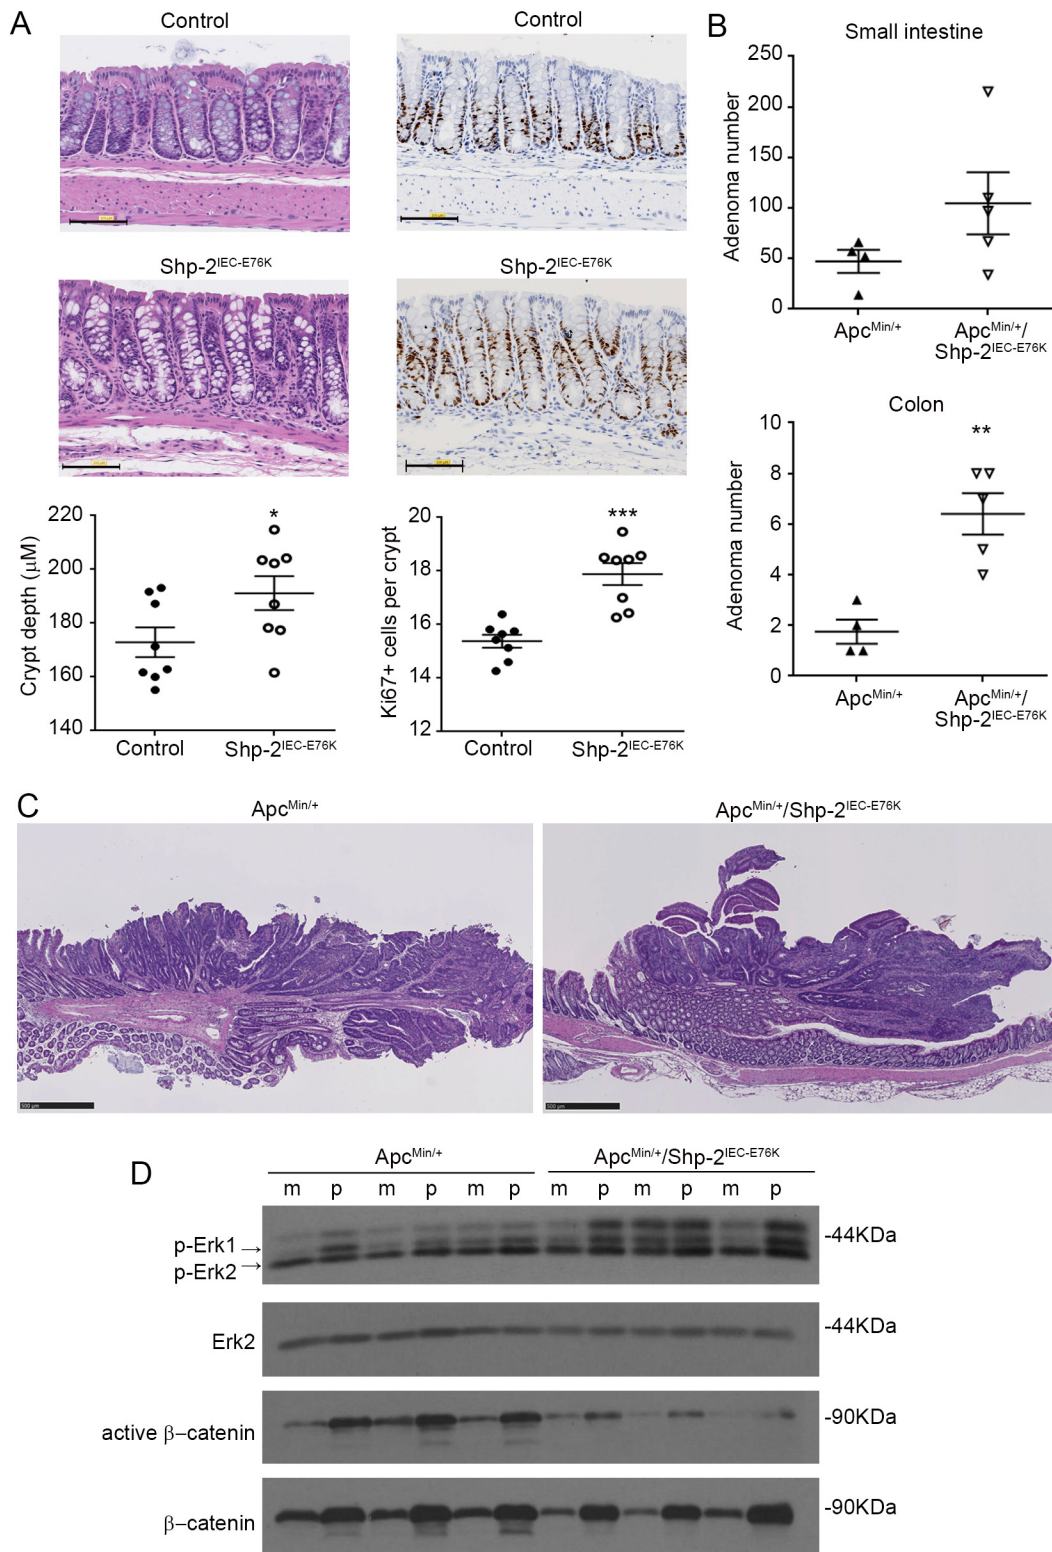 A
Control
Control
Shp-2IEC-E76K
Shp-2IEC-E76K
Crypt depth (μM)
220
200
180
160
140
*
Control
Shp-2IEC-E76K
Ki67+ cells per crypt
20
18
16
14
12
***
Control
Shp-2IEC-E76K
B
Small intestine
Adenoma number
250
200
150
100
50
0
ApcMin/+
ApcMin/+/
Shp-2IEC-E76K
Colon
Adenoma number
10
8
6
4
2
0
**
ApcMin/+
ApcMin/+/
Shp-2IEC-E76K
C
ApcMin/+
ApcMin/+/Shp-2IEC-E76K
500 μm
500 μm
D
ApcMin/+
ApcMin/+/Shp-2IEC-E76K
m p m p m p m p m p m p
p-Erk1→
p-Erk2→
-44KDa
Erk2
-44KDa
active β–catenin
-90KDa
β–catenin
-90KDa